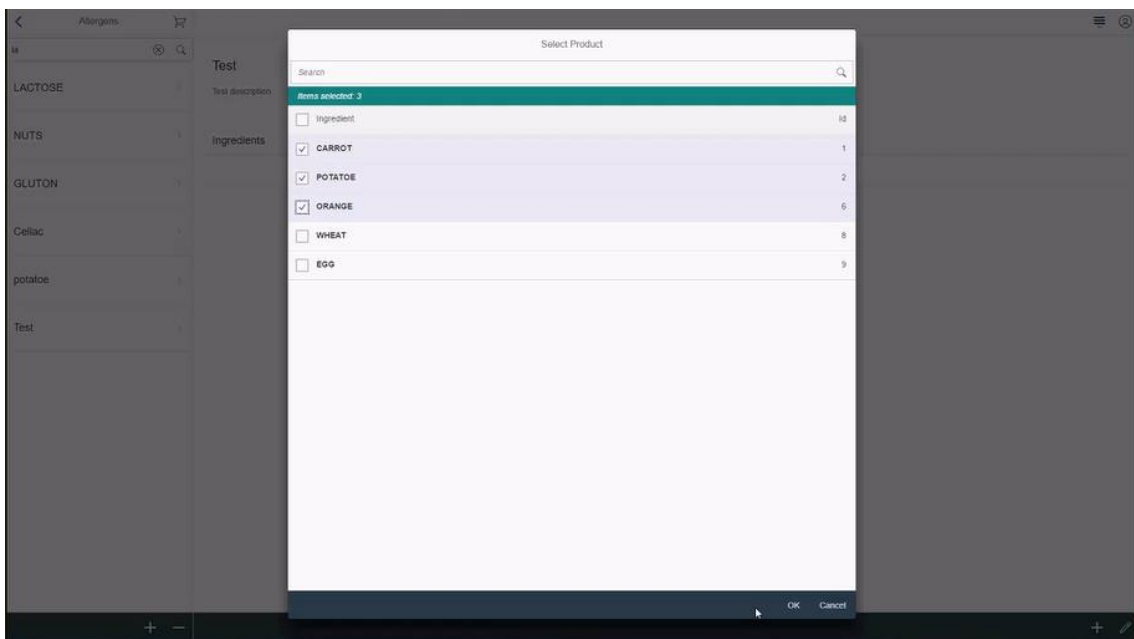 Allergens
la
LACTOSE
NUTS
GLUTON
Celiac
potatoe
Test
Test
Test description
Ingredients
Select Product
Search
Items selected: 3
Ingredient Id
CARROT 1
POTATOE 2
ORANGE 6
WHEAT 8
EGG 9
OK Cancel